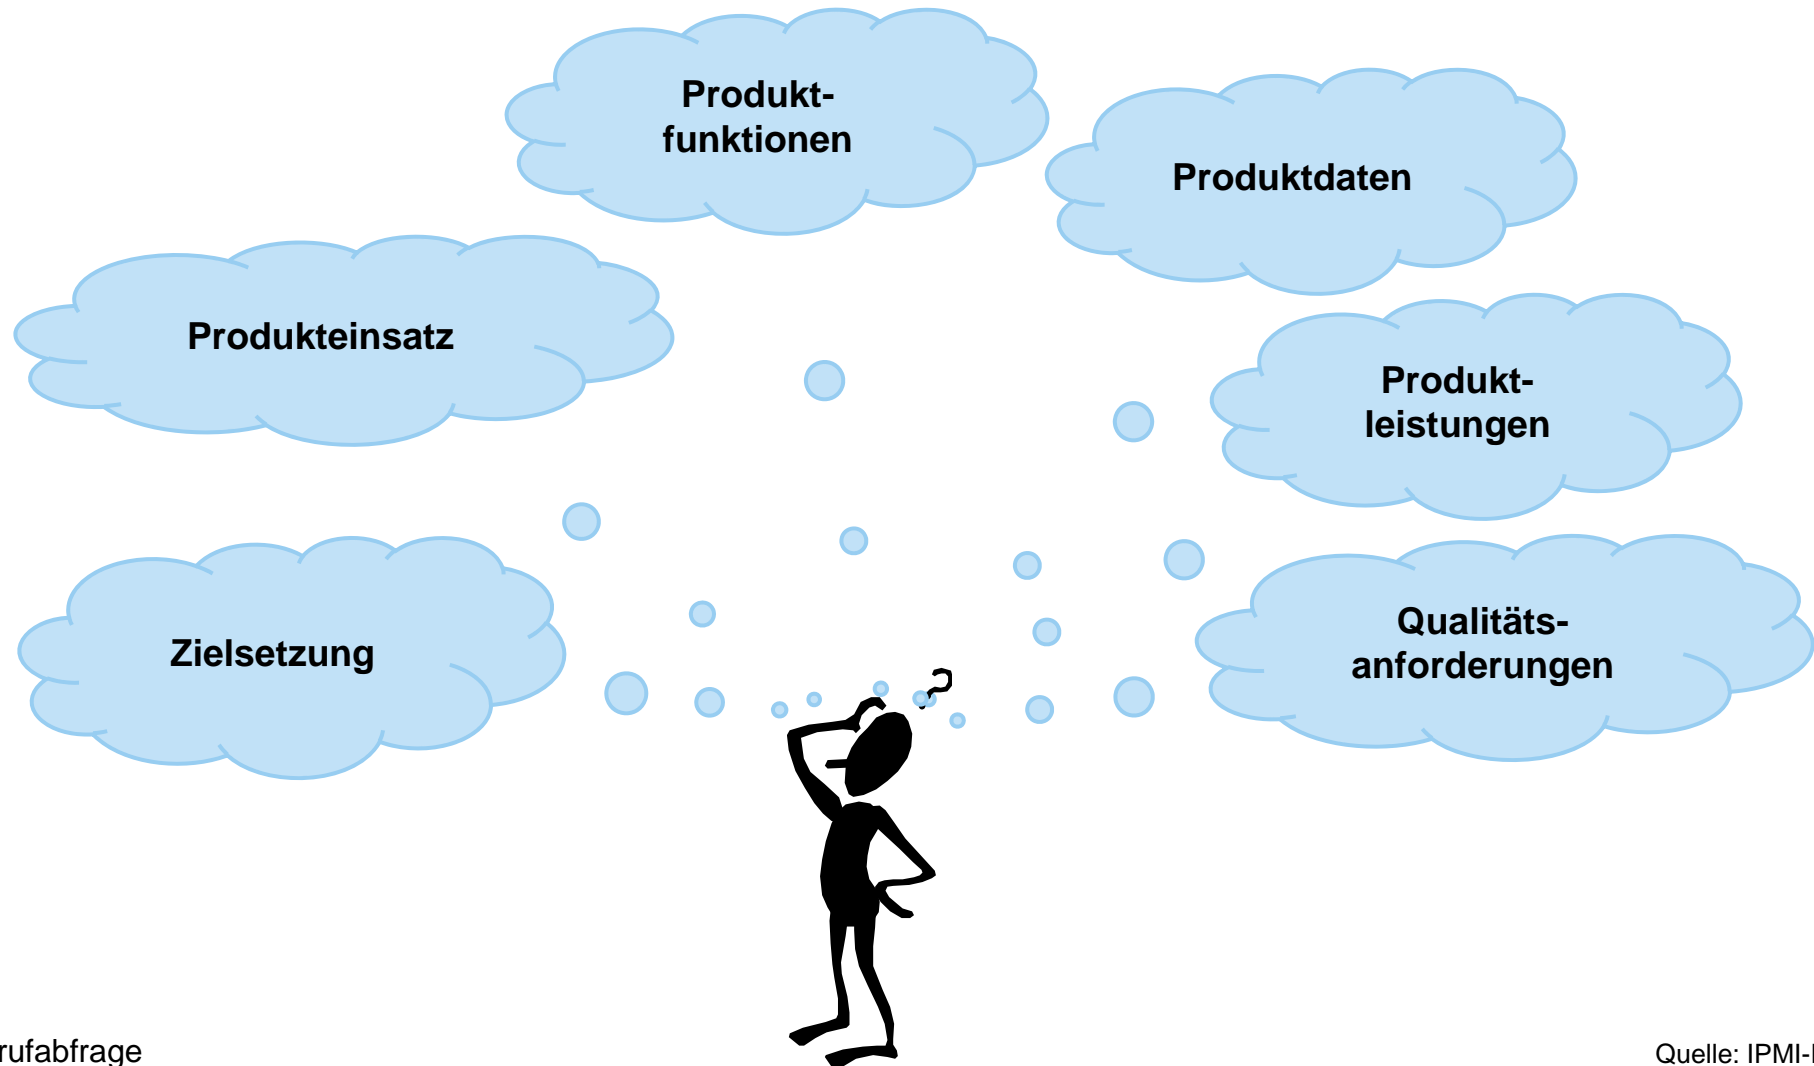 Produkt-
funktionen
Produktdaten
Produkteinsatz
Produkt-
leistungen
Zielsetzung
Qualitäts-
anforderungen
rufabfrage
Quelle: IPMI-